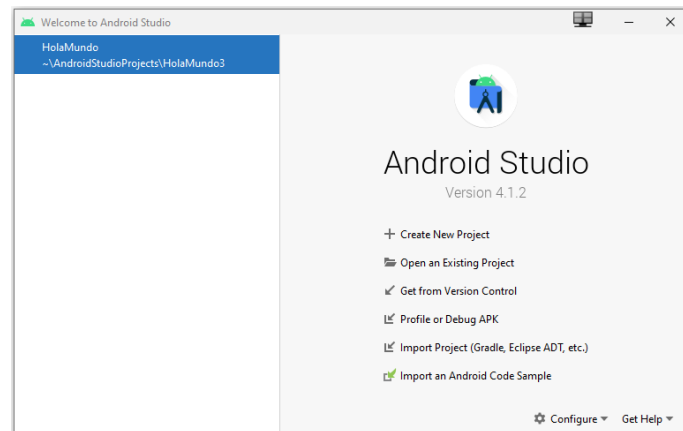 Welcome to Android Studio
HolaMundo
~\AndroidStudioProjects\HolaMundo3
Android Studio
Version 4.1.2
Create New Project
Open an Existing Project
Get from Version Control
Profile or Debug APK
Import Project (Gradle, Eclipse ADT, etc.)
Import an Android Code Sample
Configure Get Help